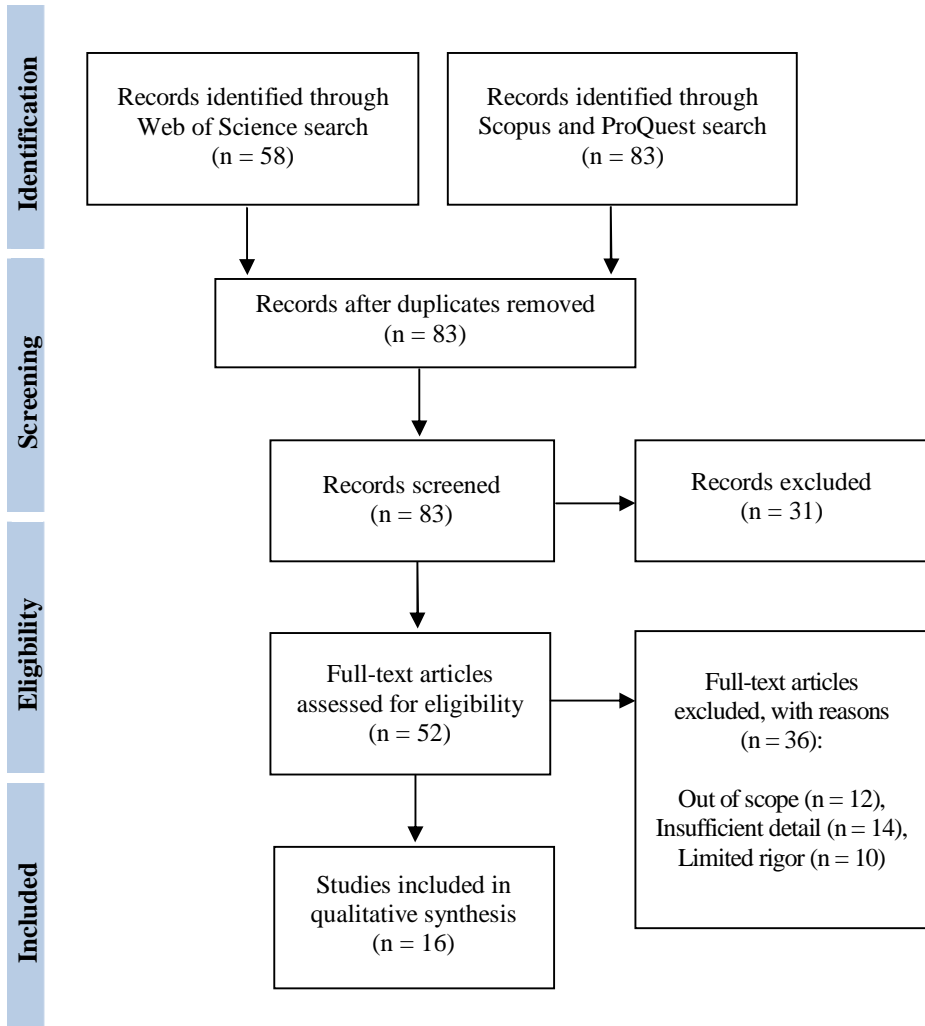 Identification
Records identified through
Web of Science search
(n = 58)
Records identified through
Scopus and ProQuest search
(n = 83)
Screening
Records after duplicates removed
(n = 83)
Records screened
(n = 83)
Records excluded
(n = 31)
Eligibility
Full-text articles
assessed for eligibility
(n = 52)
Full-text articles
excluded, with reasons
(n = 36):
Out of scope (n = 12),
Insufficient detail (n = 14),
Limited rigor (n = 10)
Included
Studies included in
qualitative synthesis
(n = 16)